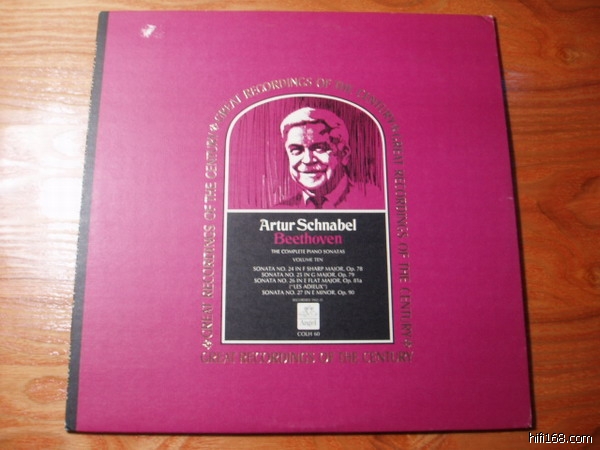 GREAT RECORDINGS OF THE CENTURY
GREAT RECORDINGS OF THE CENTURY
GREAT RECORDINGS OF THE CENTURY
GREAT RECORDINGS OF THE CENTURY
Artur Schnabel
Beethoven
THE COMPLETE PIANO SONATAS
VOLUME TEN
SONATA NO. 24 IN F SHARP MAJOR, Op. 78
SONATA NO. 25 IN G MAJOR, Op. 79
SONATA NO. 26 IN E FLAT MAJOR, Op. 81a
("LES ADIEUX")
SONATA NO. 27 IN E MINOR, Op. 90
Angel
COLH 60
hifi168.com